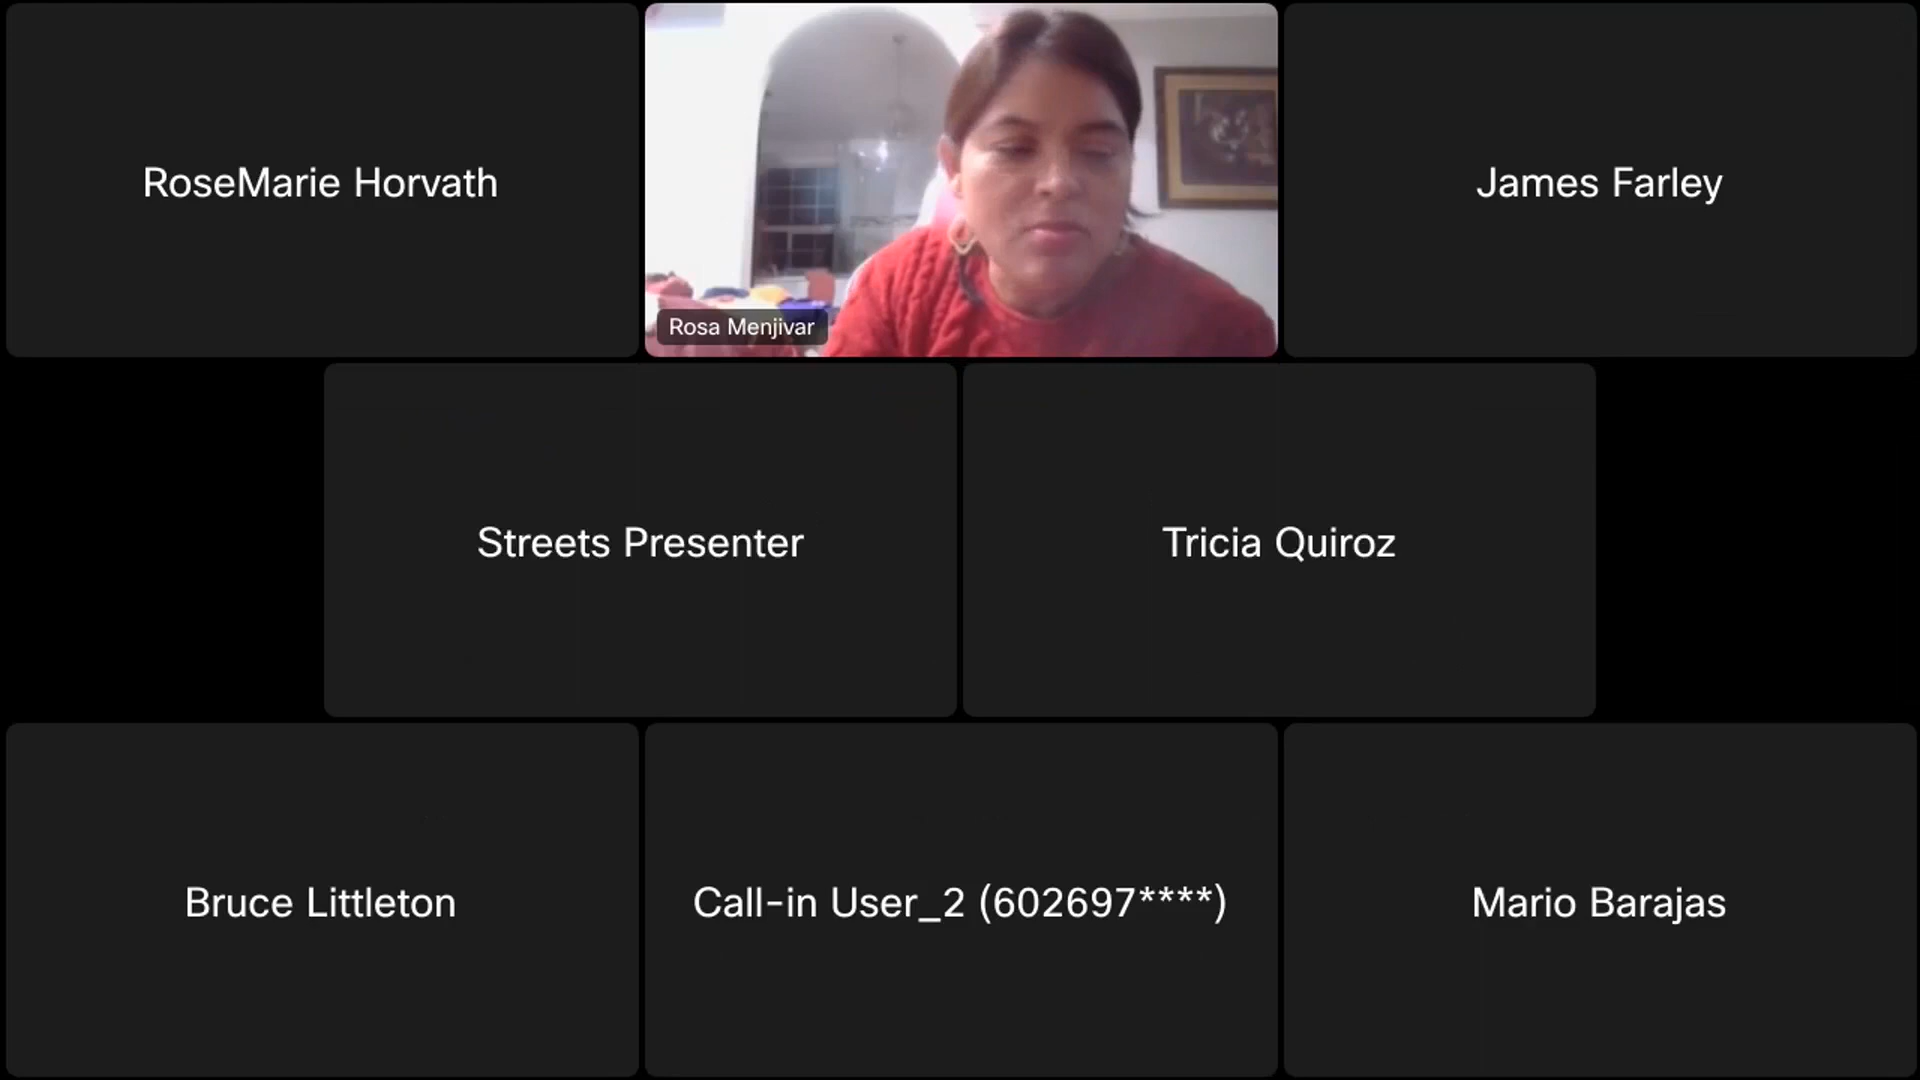 RoseMarie Horvath
Rosa Menjivar
James Farley
Streets Presenter
Tricia Quiroz
Bruce Littleton
Call-in User_2 (602697****)
Mario Barajas